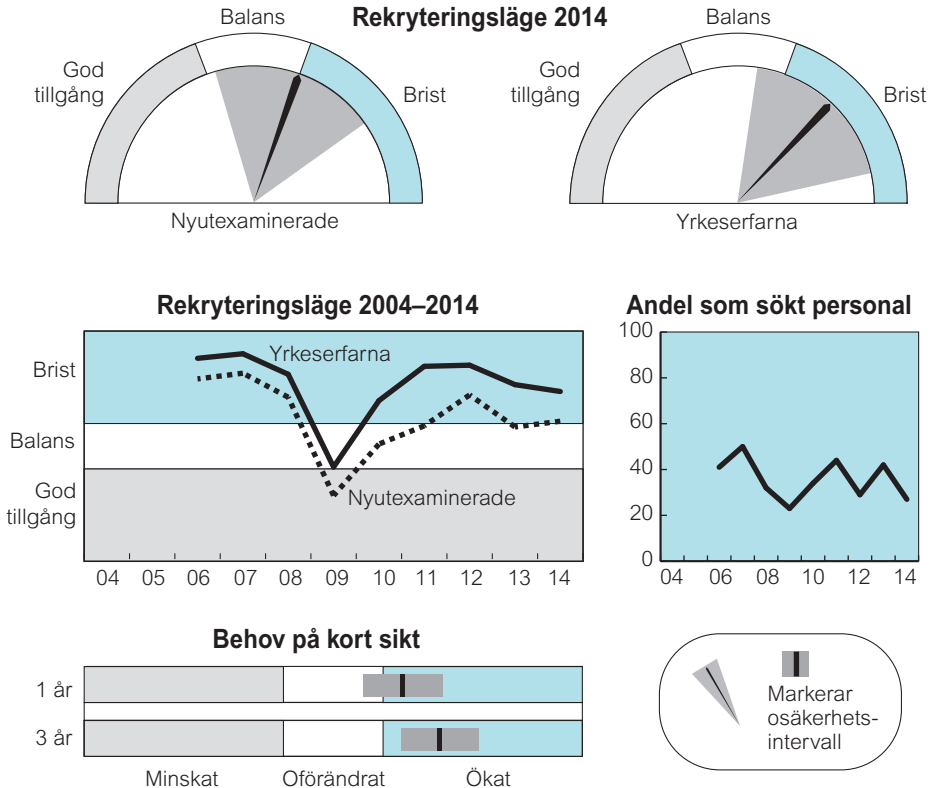 Rekryteringsläge 2014
Balans
God
tillgång
Brist
Nyutexaminerade
Balans
God
tillgång
Brist
Yrkeserfarna
Rekryteringsläge 2004–2014
Brist
Balans
God
tillgång
Yrkeserfarna
Nyutexaminerade
04 05 06 07 08 09 10 11 12 13 14
Andel som sökt personal
100
80
60
40
20
0
04 06 08 10 12 14
Behov på kort sikt
1 år
3 år
Minskat Oförändrat Ökat
Markerar
osäkerhets-
intervall